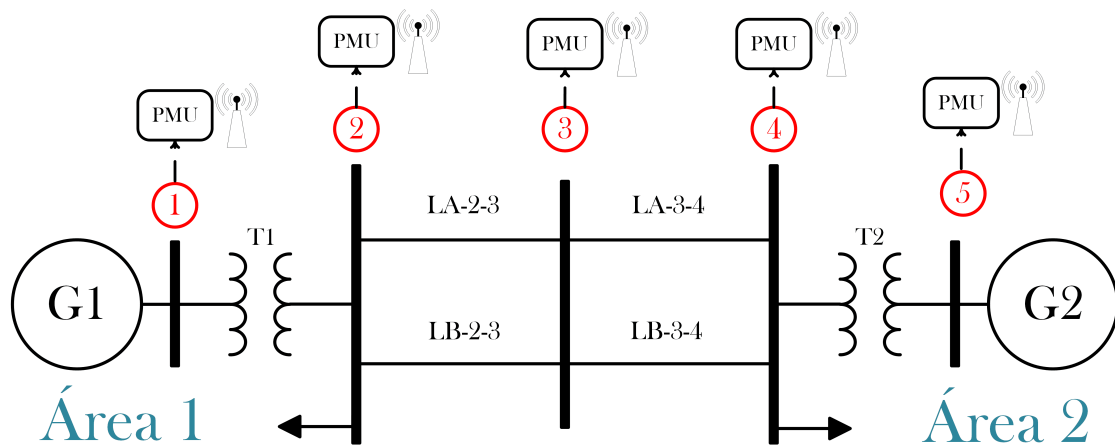 PMU
PMU
PMU
PMU
PMU
2
3
4
1
5
LA-2-3
LA-3-4
T1
T2
G1
G2
LB-2-3
LB-3-4
Área 1
Área 2